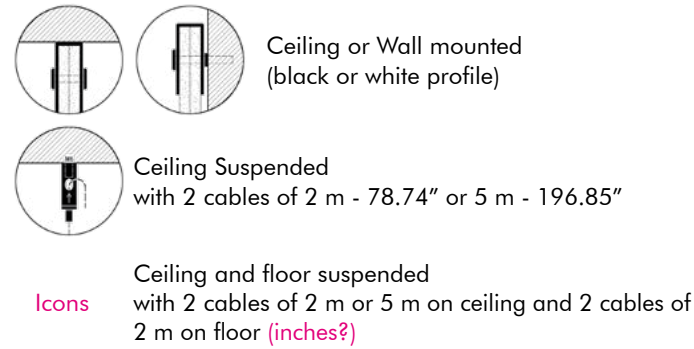 Ceiling or Wall mounted
(black or white profile)
Ceiling Suspended
with 2 cables of 2 m - 78.74” or 5 m - 196.85”
Ceiling and floor suspended
Icons with 2 cables of 2 m or 5 m on ceiling and 2 cables of
2 m on floor (inches?)